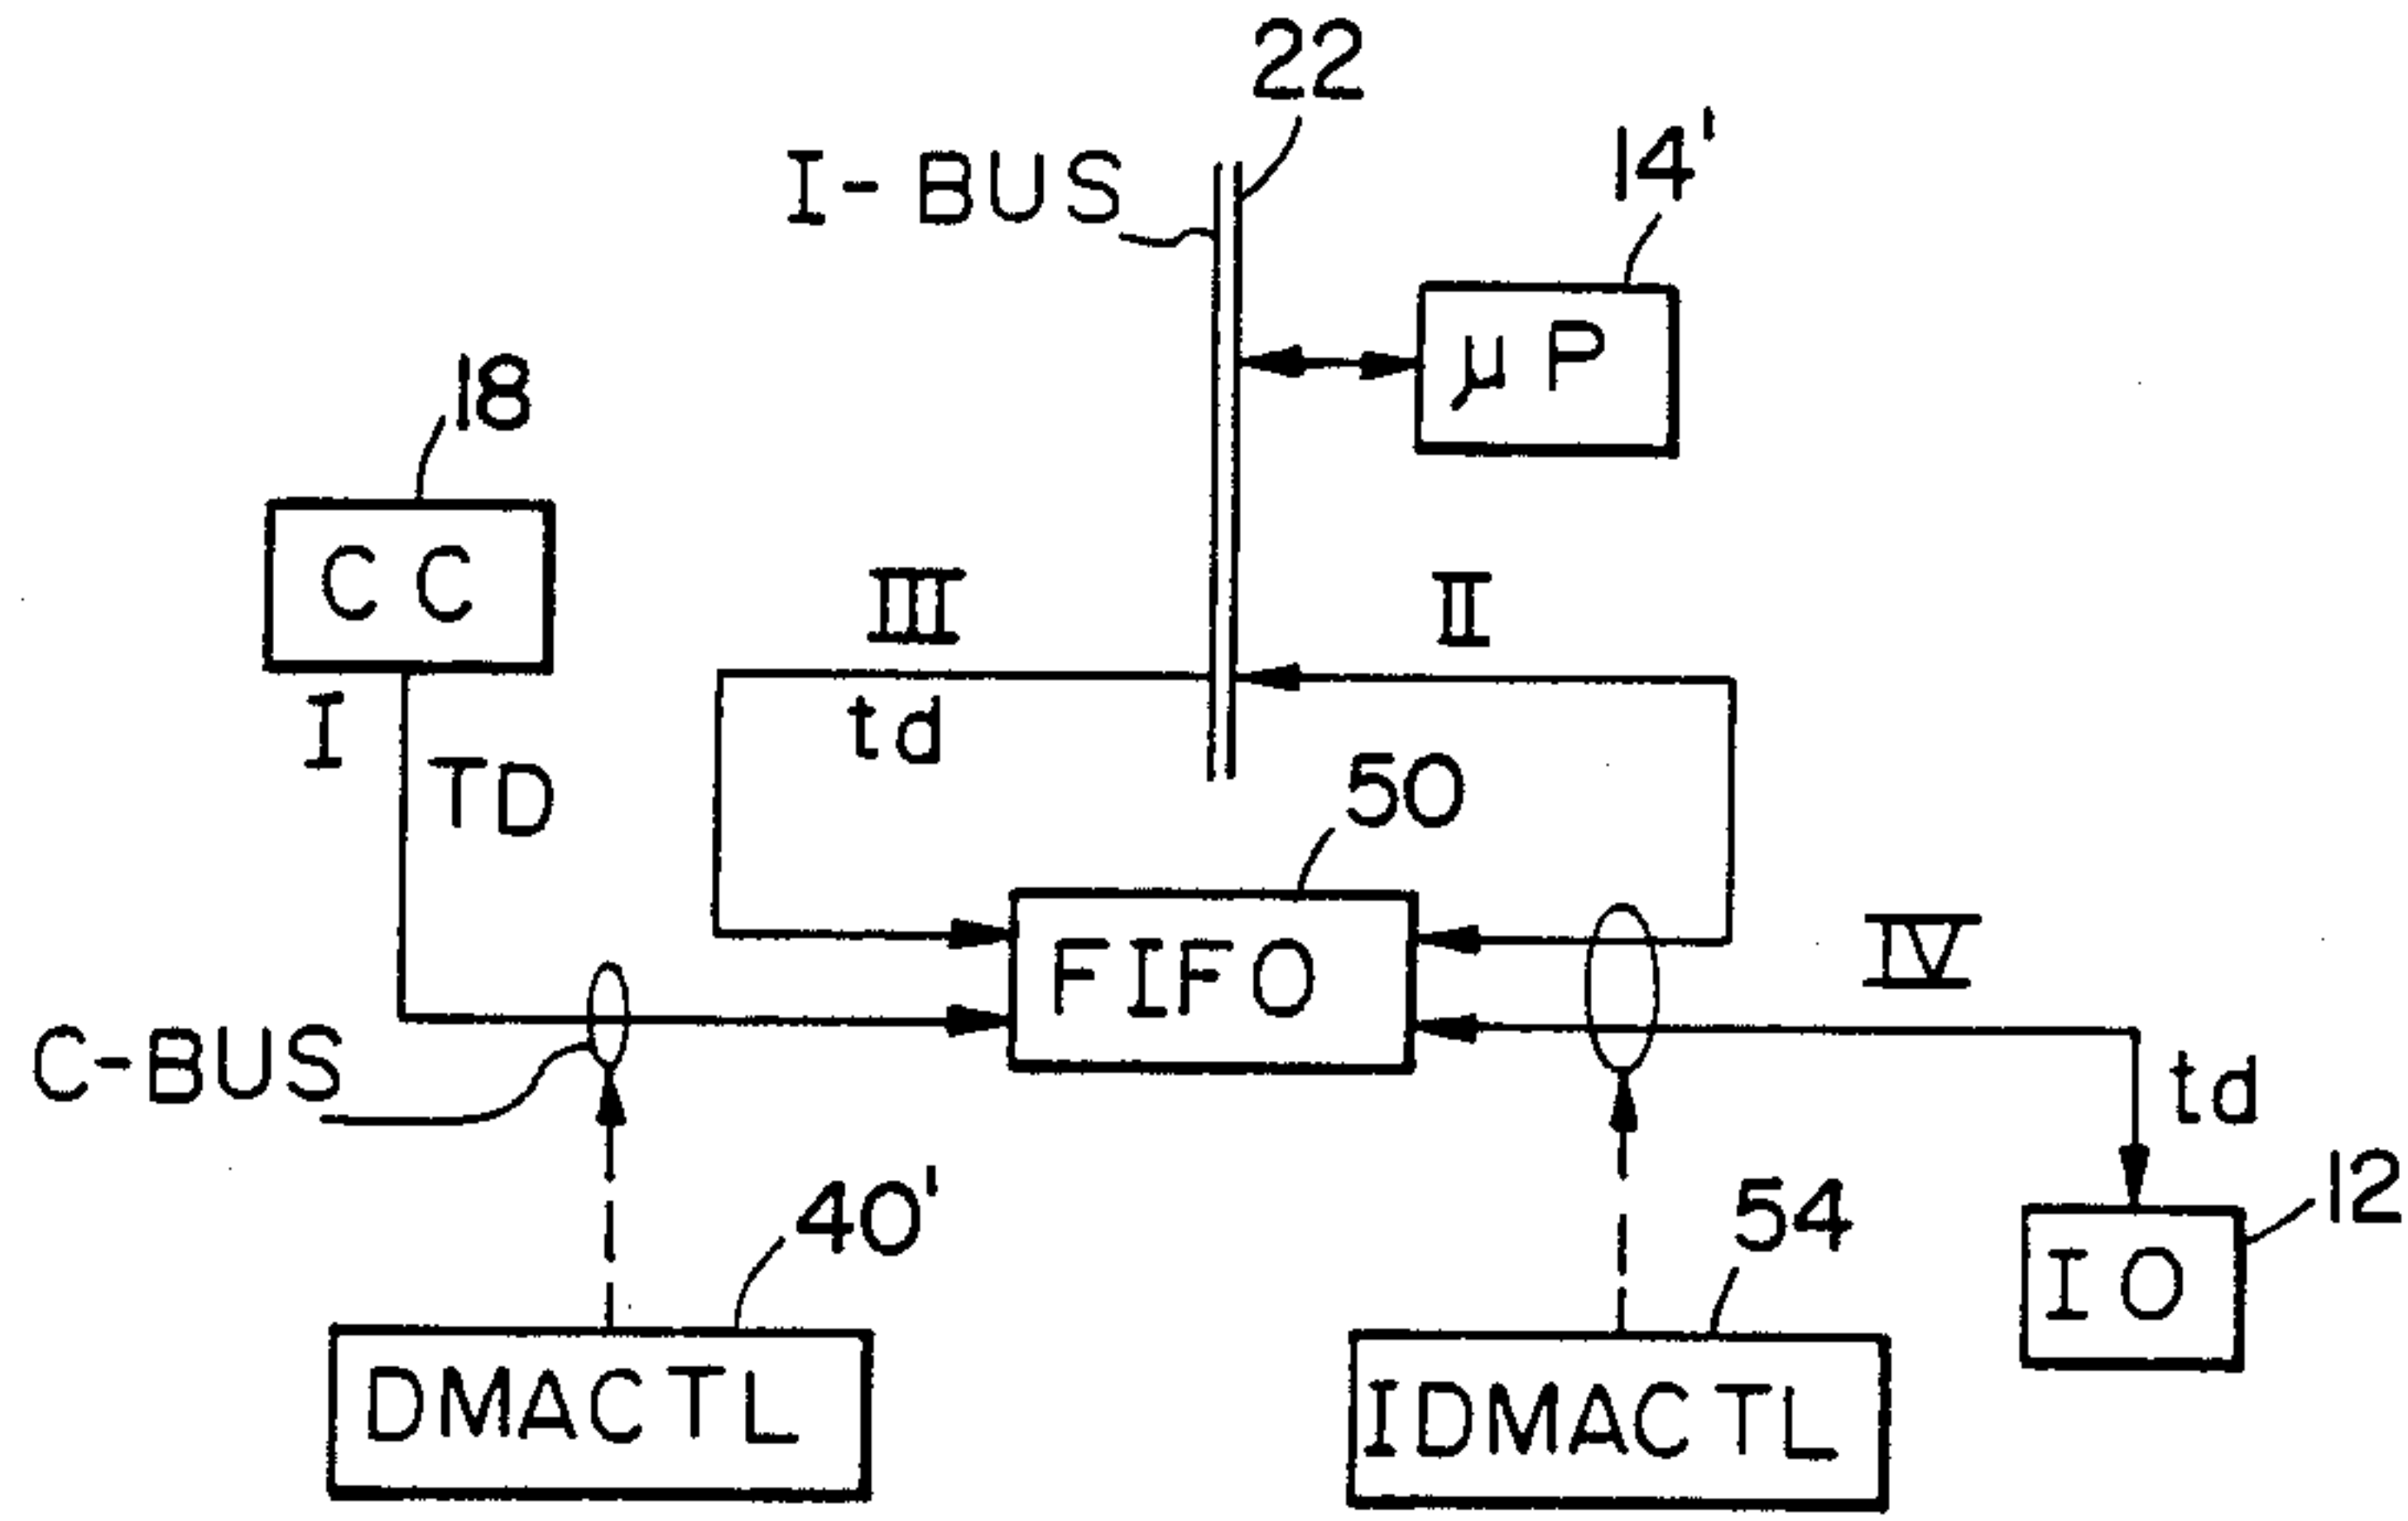 22
I-BUS
14'
μP
18
CC
III
II
I
td
TD
50
FIFO
IV
C-BUS
td
40'
54
12
IO
DMACTL
IDMACTL